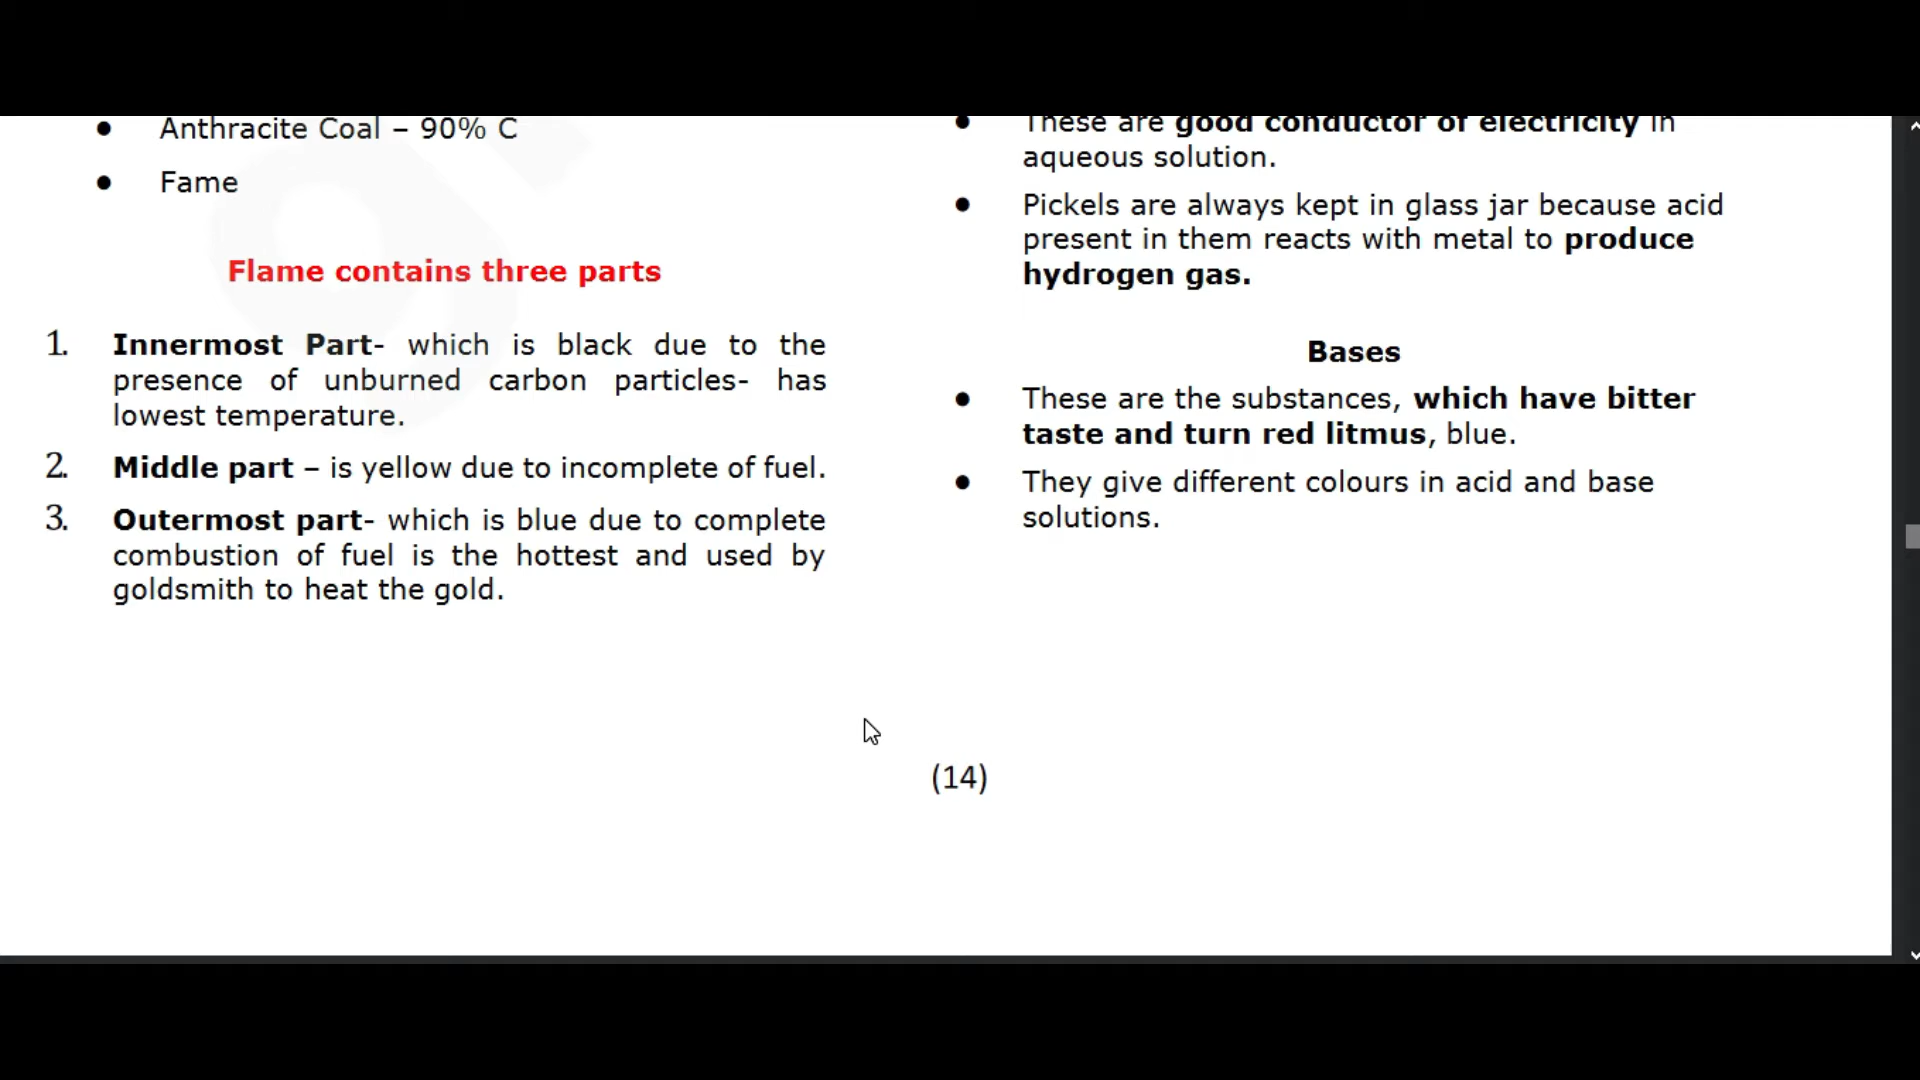 ● Anthracite Coal – 90% C
● Fame
Flame contains three parts
1. Innermost Part- which is black due to the
presence of unburned carbon particles- has
lowest temperature.
2. Middle part – is yellow due to incomplete of fuel.
3. Outermost part- which is blue due to complete
combustion of fuel is the hottest and used by
goldsmith to heat the gold.
● These are good conductor of electricity in
aqueous solution.
● Pickels are always kept in glass jar because acid
present in them reacts with metal to produce
hydrogen gas.
Bases
● These are the substances, which have bitter
taste and turn red litmus, blue.
● They give different colours in acid and base
solutions.
(14)